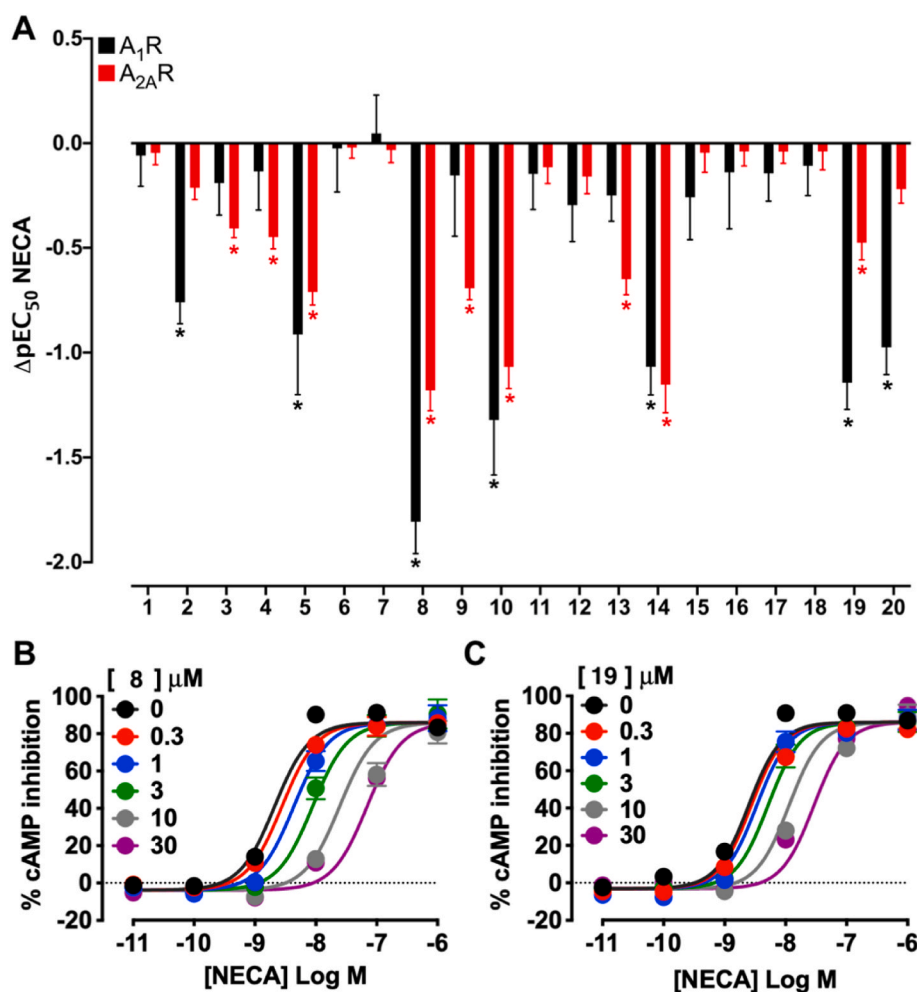 A
A1R
A2AR
ΔpEC50 NECA
0.5
0.0
-0.5
-1.0
-1.5
-2.0
* * * * * * * * * * * * * * *
1 2 3 4 5 6 7 8 9 10 11 12 13 14 15 16 17 18 19 20
B
[ 8 ] µM
0
0.3
1
3
10
30
% cAMP inhibition
100
80
60
40
20
0
-20
-11 -10 -9 -8 -7 -6
[NECA] Log M
C
[ 19 ] µM
0
0.3
1
3
10
30
% cAMP inhibition
100
80
60
40
20
0
-20
-11 -10 -9 -8 -7 -6
[NECA] Log M